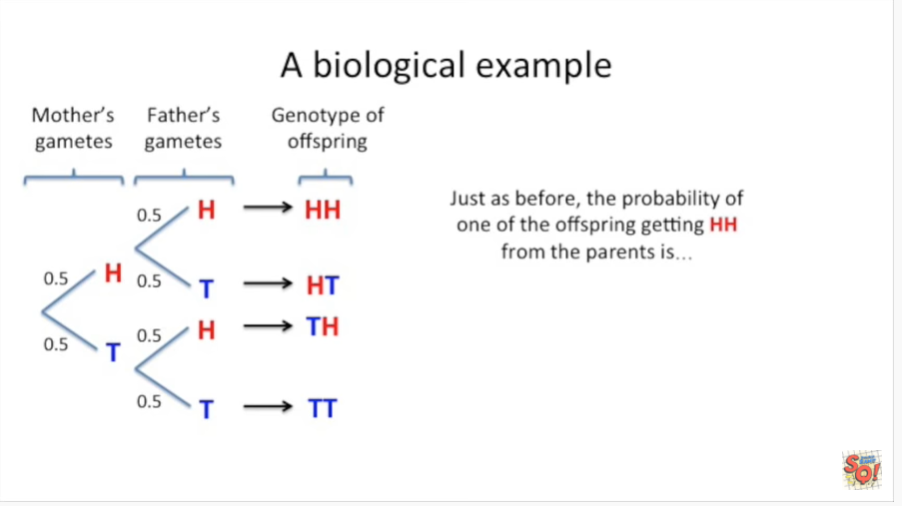 A biological example
Mother's Father's Genotype of
gametes gametes offspring
0.5 H HH
0.5 H 0.5 T HT
0.5 T 0.5 H TH
0.5 T TT
Just as before, the probability of
one of the offspring getting HH
from the parents is...
SO!